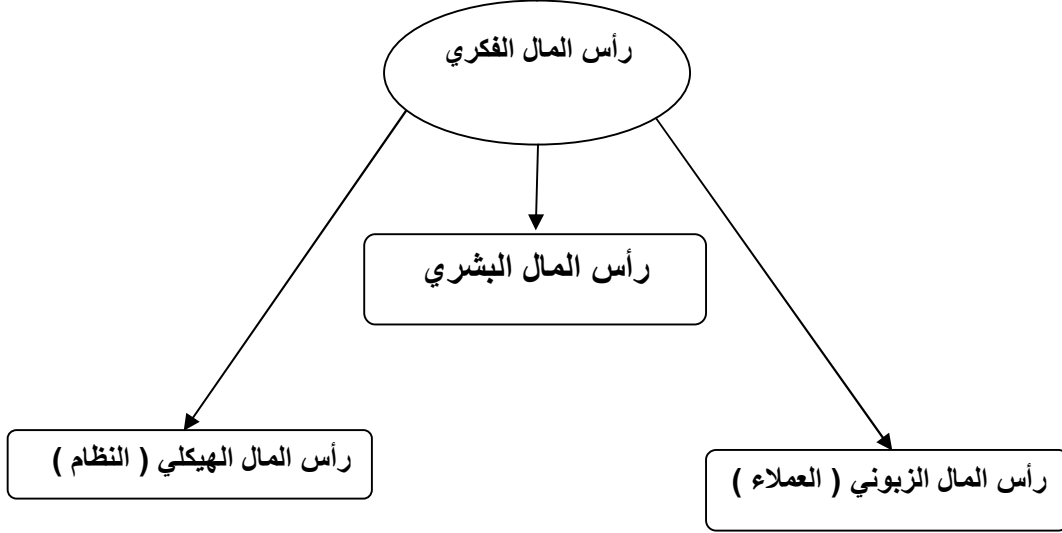 رأس المال الفكري
رأس المال البشري
رأس المال الهيكلي ( النظام )
رأس المال الزبوني ( العملاء )